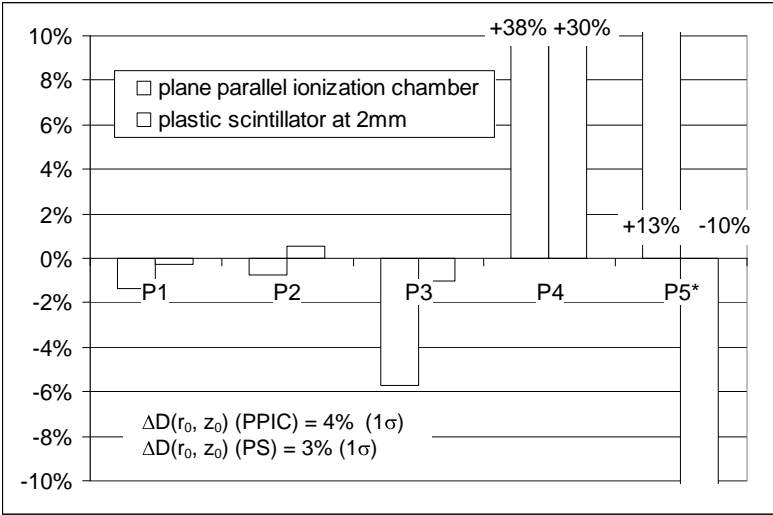 10%
8%
6%
4%
2%
0%
-2%
-4%
-6%
-8%
-10%
+38% +30%
plane parallel ionization chamber
plastic scintillator at 2mm
+13% -10%
P1 P2 P3 P4 P5*
ΔD(r₀, z₀) (PPIC) = 4% (1σ)
ΔD(r₀, z₀) (PS) = 3% (1σ)